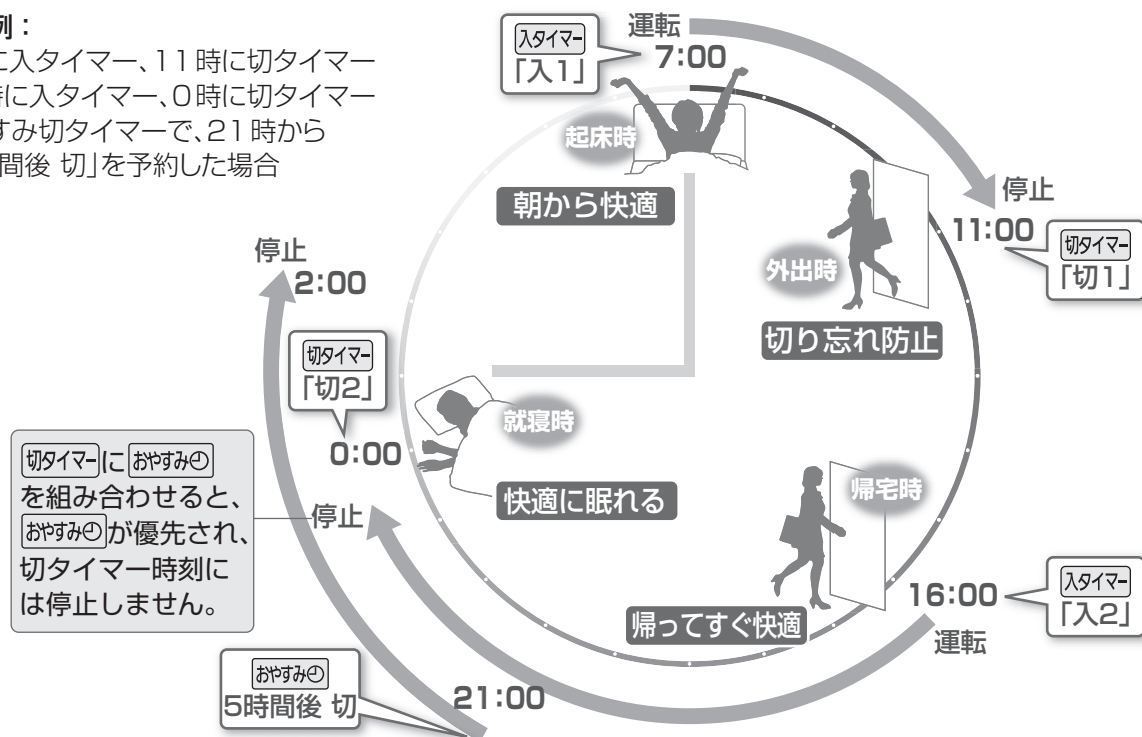 例：
に入タイマー、11時に切タイマー
時に入タイマー、0時に切タイマー
すみ切タイマーで、21時から
間後 切」を予約した場合
入タイマー
「入1」
運転
7:00
起床時
朝から快適
停止
11:00
切タイマー
「切1」
外出時
切り忘れ防止
停止
2:00
切タイマー
「切2」
0:00
就寝時
快適に眠れる
切タイマーにおやすみ
を組み合わせると、
おやすみが優先され、
切タイマー時刻に
は停止しません。
停止
帰宅時
帰ってすぐ快適
16:00
運転
入タイマー
「入2」
おやすみ
5時間後 切
21:00